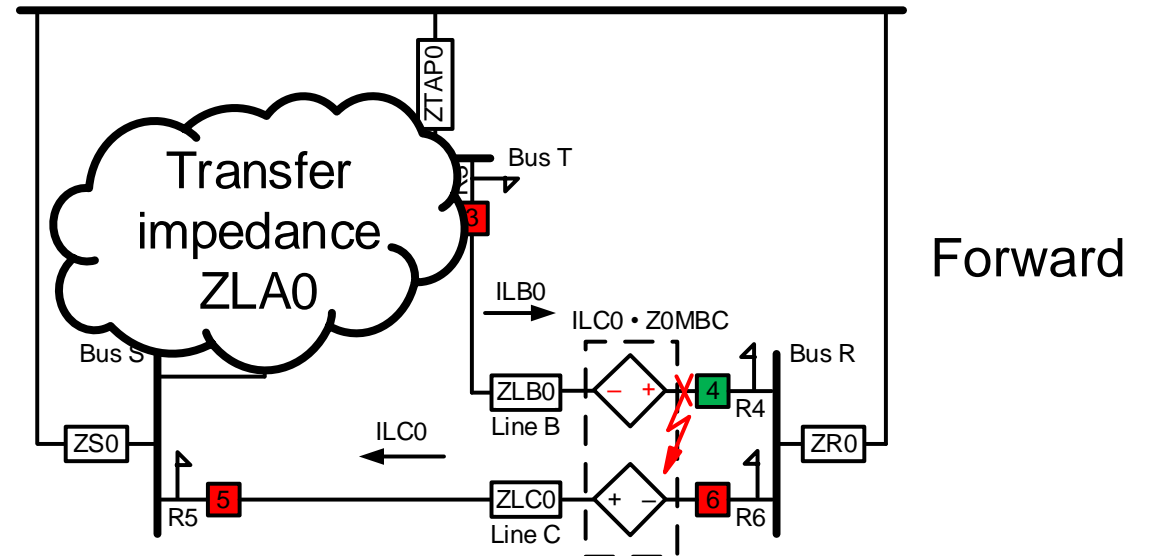 ZTAP0
Transfer
impedance
ZLA0
Bus T
3
Forward
ILB0
ILC0 • Z0MBC
Bus S
Bus R
– +
4
R4
ZLB0
Line B
ILC0
ZS0
ZR0
5
R5
ZLC0
+ –
6
R6
Line C